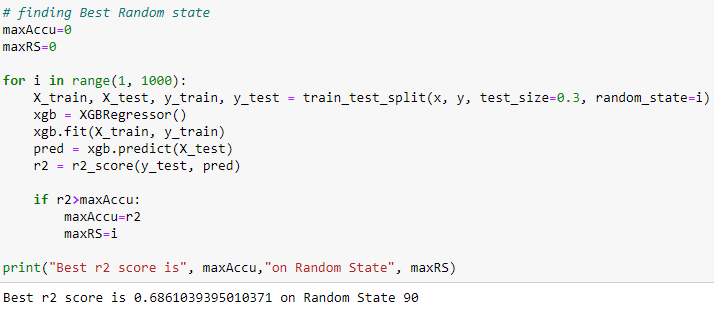 # finding Best Random state
maxAccu=0
maxRS=0
for i in range(1, 1000):
    X_train, X_test, y_train, y_test = train_test_split(x, y, test_size=0.3, random_state=i)
    xgb = XGBRegressor()
    xgb.fit(X_train, y_train)
    pred = xgb.predict(X_test)
    r2 = r2_score(y_test, pred)
    if r2>maxAccu:
        maxAccu=r2
        maxRS=i
print("Best r2 score is", maxAccu,"on Random State", maxRS)
Best r2 score is 0.6861039395010371 on Random State 90